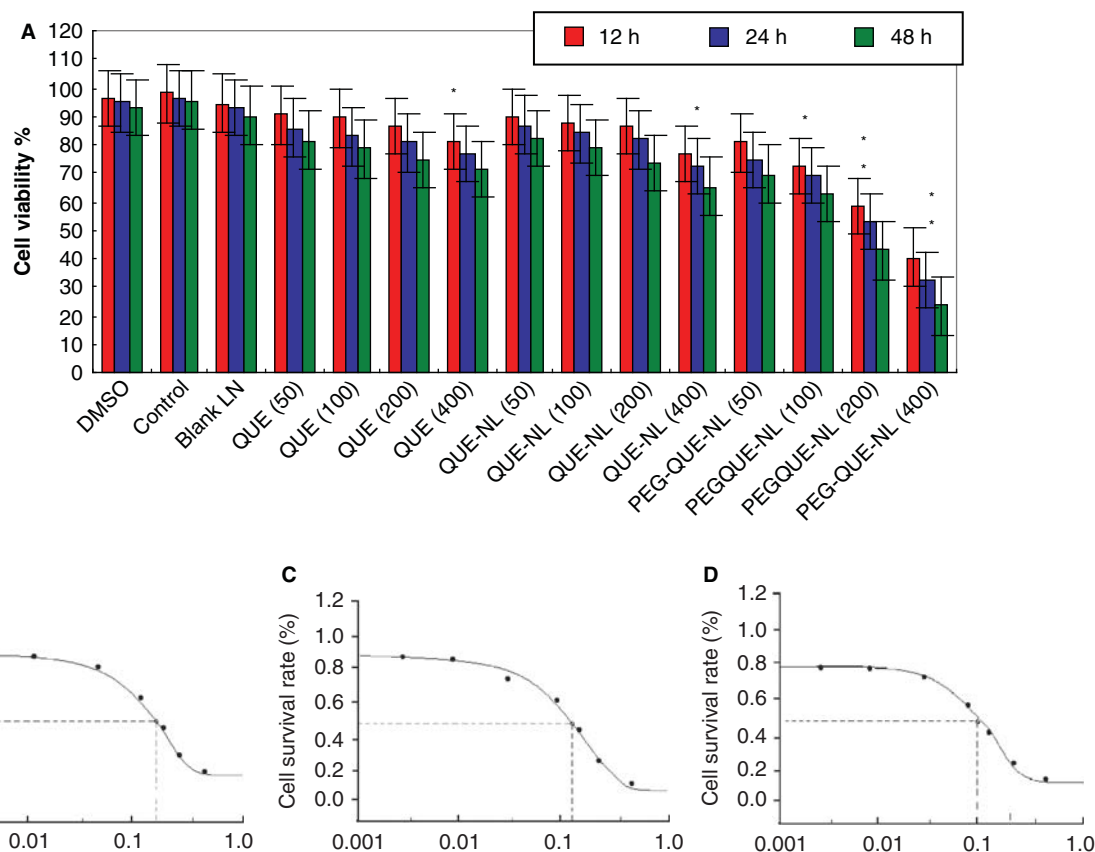 A
12 h
24 h
48 h
Cell viability %
120
100
90
80
70
60
50
40
30
20
10
0
*
*
*
*
*
*
*
DMSO
Control
Blank LN
QUE (50)
QUE (100)
QUE (200)
QUE (400)
QUE-NL (50)
QUE-NL (100)
QUE-NL (200)
QUE-NL (400)
PEG-QUE-NL (50)
PEGQUE-NL (100)
PEGQUE-NL (200)
PEG-QUE-NL (400)
0.01 0.1 1.0
C
Cell survival rate (%)
1.2
1.0
0.8
0.6
0.4
0.2
0.0
0.001 0.01 0.1 1.0
D
Cell survival rate (%)
1.2
1.0
0.8
0.6
0.4
0.2
0.0
0.001 0.01 0.1 1.0